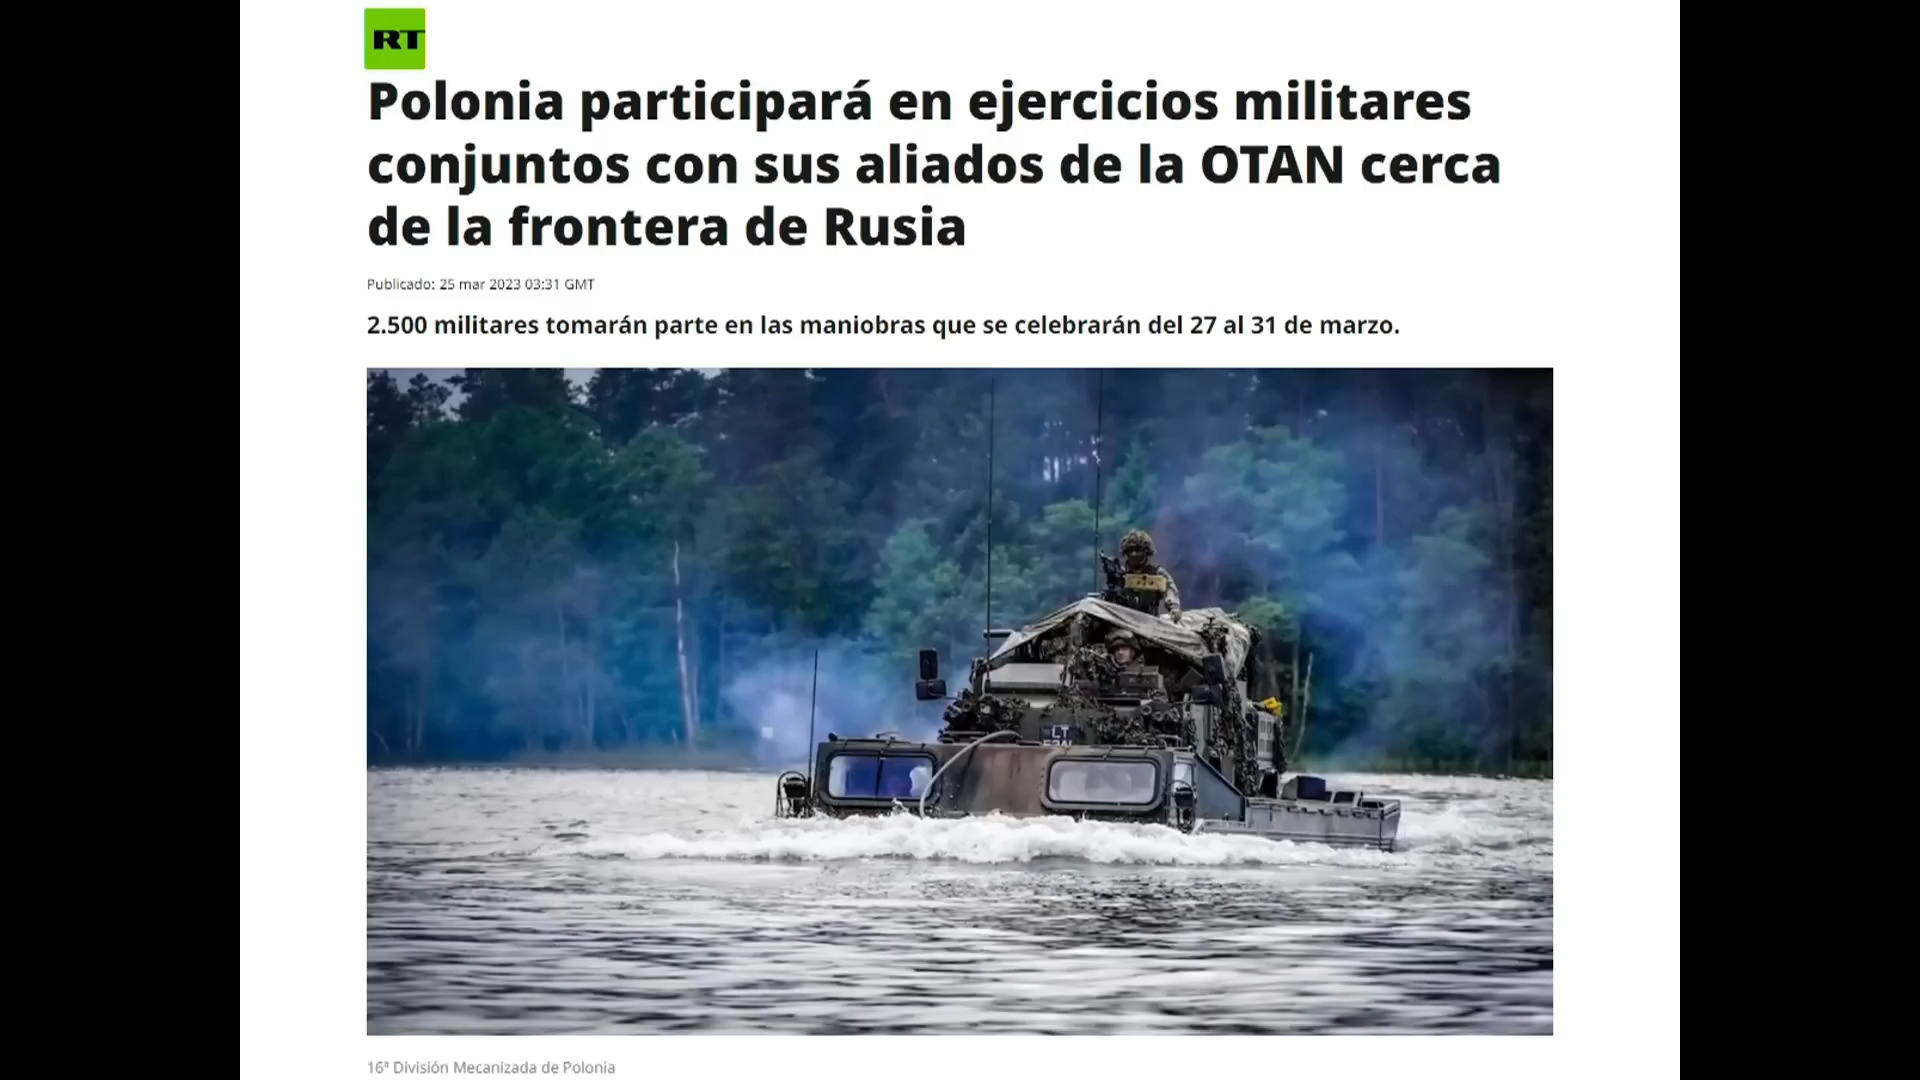 RT
Polonia participará en ejercicios militares
conjuntos con sus aliados de la OTAN cerca
de la frontera de Rusia
Publicado: 25 mar 2023 03:31 GMT
2.500 militares tomarán parte en las maniobras que se celebrarán del 27 al 31 de marzo.
LT
16ª División Mecanizada de Polonia